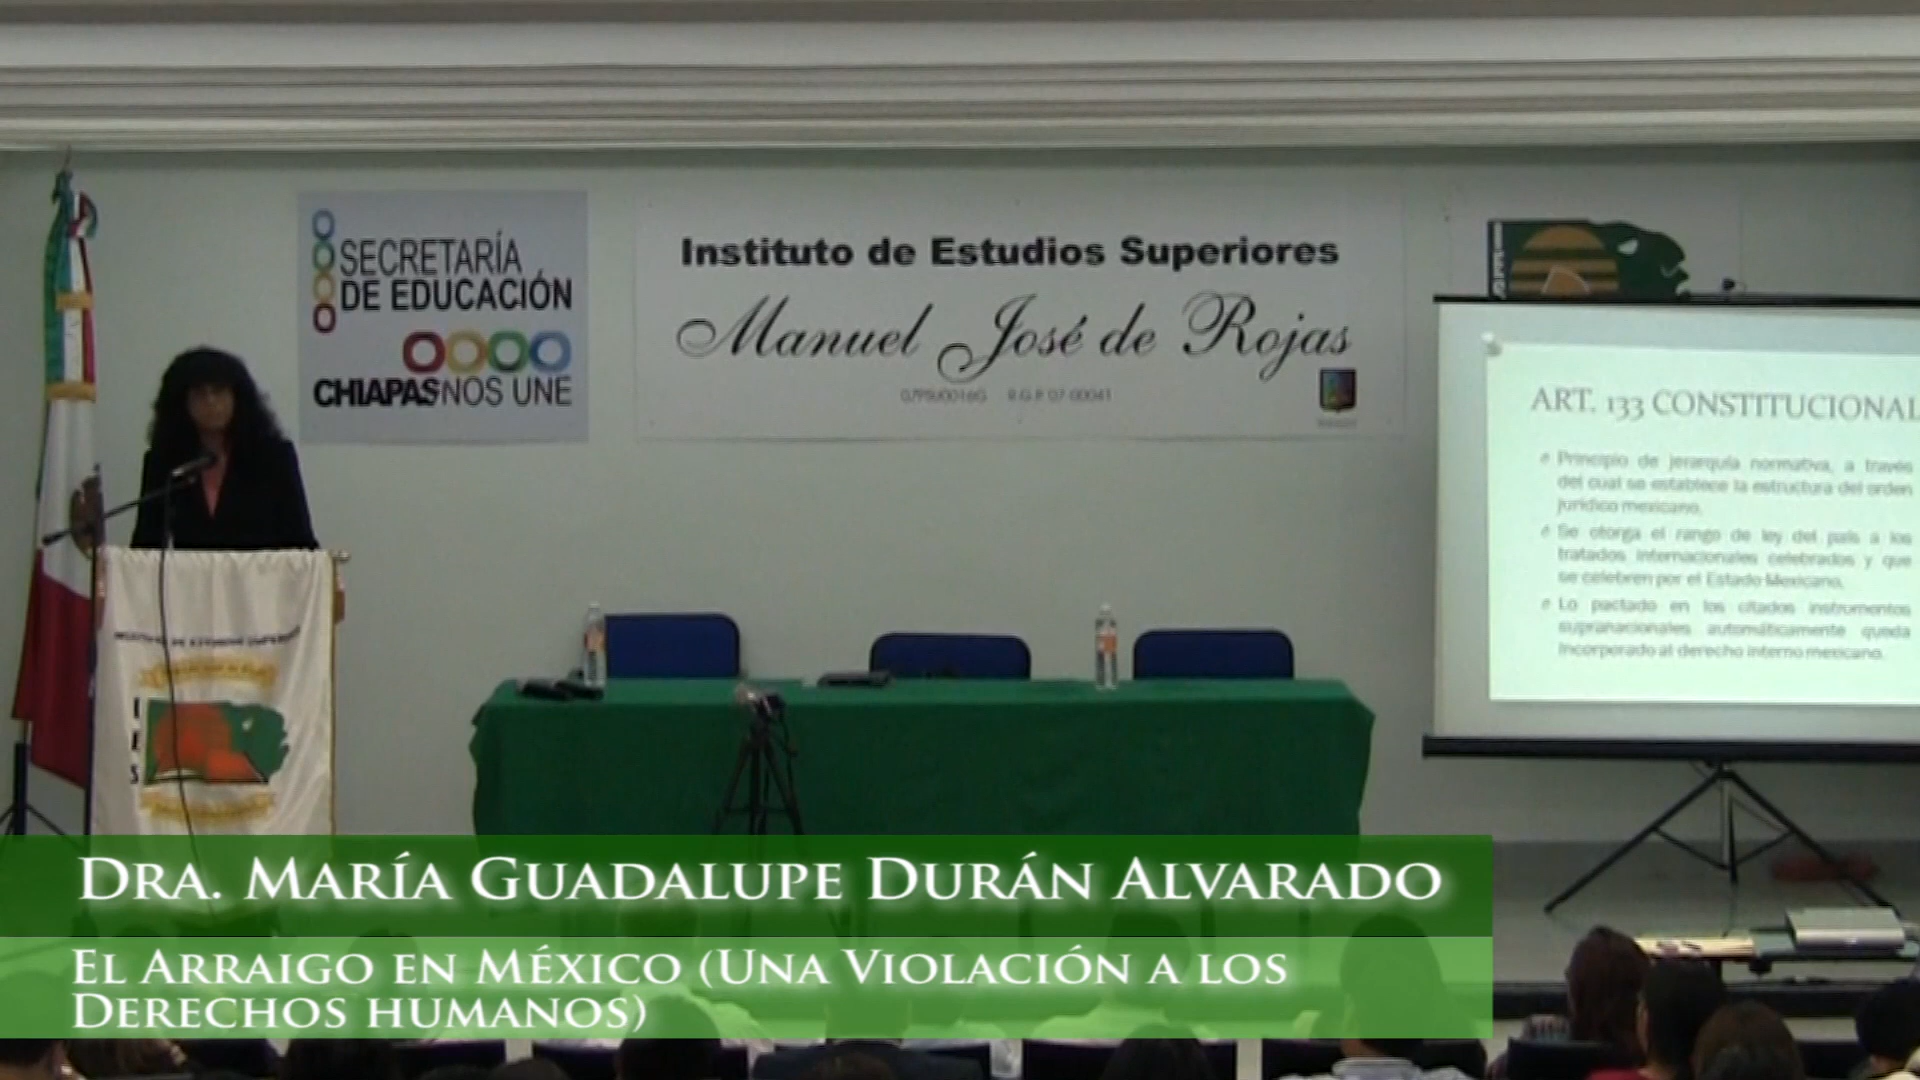 SECRETARÍA
DE EDUCACIÓN
CHIAPAS NOS UNE
Instituto de Estudios Superiores
Manuel José de Rojas
07PSU0016G R.G.P. 07-00041
ART. 133 CONSTITUCIONAL
Principio de jerarquía normativa, a través
del cual se establece la estructura del orden
jurídico mexicano.
Se otorga el rango de ley del país a los
tratados internacionales celebrados y que
se celebren por el Estado Mexicano.
Lo pactado en los citados instrumentos
supranacionales automáticamente queda
incorporado al derecho interno mexicano.
I E S
DRA. MARÍA GUADALUPE DURÁN ALVARADO
EL ARRAIGO EN MÉXICO (UNA VIOLACIÓN A LOS
DERECHOS HUMANOS)